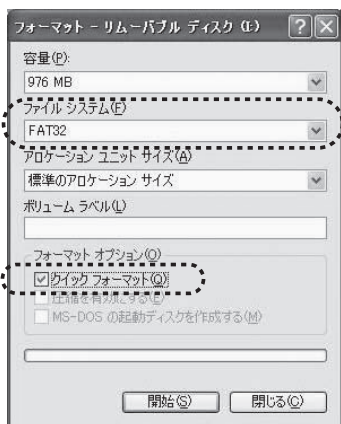 フォーマット - リムーバブル ディスク (E:)
容量(P):
976 MB
ファイル システム(F)
FAT32
アロケーション ユニット サイズ(A)
標準のアロケーション サイズ
ボリューム ラベル(L)
フォーマット オプション(O)
クイック フォーマット(Q)
圧縮を有効にする(E)
MS-DOS の起動ディスクを作成する(M)
開始(S)
閉じる(C)